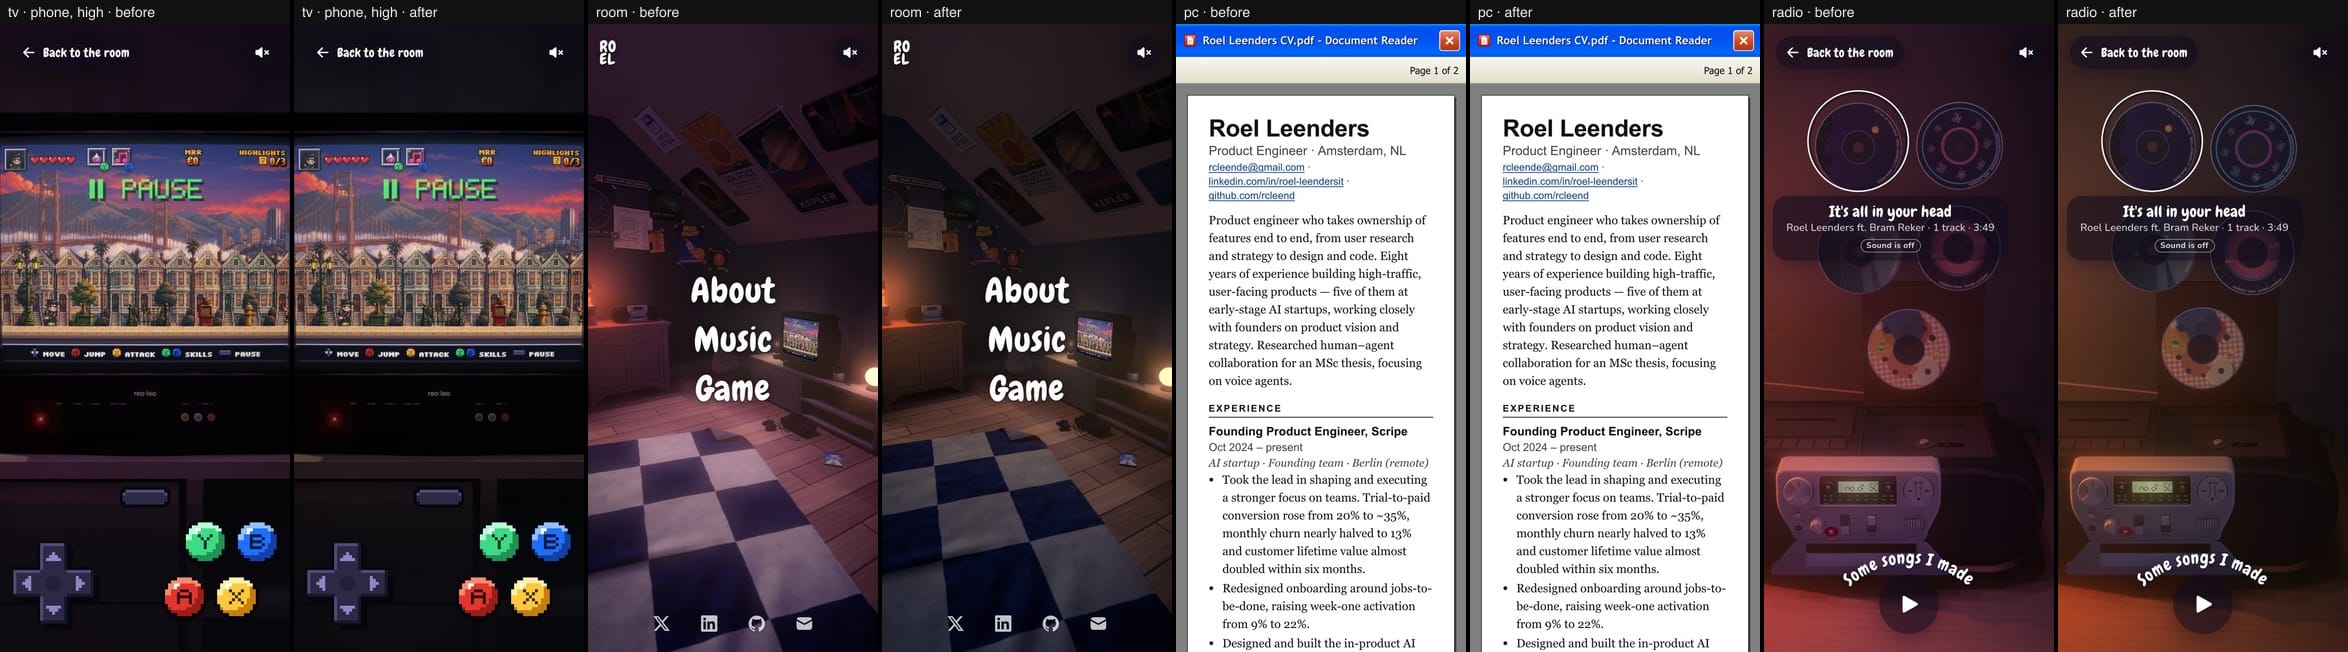 tv · phone, high · before
Back to the room
MRR
€0
HIGHLIGHTS
0/3
PAUSE
MOVE JUMP ATTACK SKILLS PAUSE
reo·leo
Y
B
A
X
tv · phone, high · after
Back to the room
MRR
€0
HIGHLIGHTS
0/3
PAUSE
MOVE JUMP ATTACK SKILLS PAUSE
reo·leo
Y
B
A
X
room · before
RO
EL
KEPLER
About
Music
Game
room · after
RO
EL
KEPLER
About
Music
Game
pc · before
Roel Leenders CV.pdf - Document Reader
Page 1 of 2
Roel Leenders
Product Engineer · Amsterdam, NL
rcleende@gmail.com ·
linkedin.com/in/roel-leendersit ·
github.com/rcleend
Product engineer who takes ownership of
features end to end, from user research
and strategy to design and code. Eight
years of experience building high-traffic,
user-facing products — five of them at
early-stage AI startups, working closely
with founders on product vision and
strategy. Researched human–agent
collaboration for an MSc thesis, focusing
on voice agents.
EXPERIENCE
Founding Product Engineer, Scripe
Oct 2024 – present
AI startup · Founding team · Berlin (remote)
• Took the lead in shaping and executing
a stronger focus on teams. Trial-to-paid
conversion rose from 20% to ~35%,
monthly churn nearly halved to 13%
and customer lifetime value almost
doubled within six months.
• Redesigned onboarding around jobs-to-
be-done, raising week-one activation
from 9% to 22%.
• Designed and built the in-product AI
pc · after
Roel Leenders CV.pdf - Document Reader
Page 1 of 2
Roel Leenders
Product Engineer · Amsterdam, NL
rcleende@gmail.com ·
linkedin.com/in/roel-leendersit ·
github.com/rcleend
Product engineer who takes ownership of
features end to end, from user research
and strategy to design and code. Eight
years of experience building high-traffic,
user-facing products — five of them at
early-stage AI startups, working closely
with founders on product vision and
strategy. Researched human–agent
collaboration for an MSc thesis, focusing
on voice agents.
EXPERIENCE
Founding Product Engineer, Scripe
Oct 2024 – present
AI startup · Founding team · Berlin (remote)
• Took the lead in shaping and executing
a stronger focus on teams. Trial-to-paid
conversion rose from 20% to ~35%,
monthly churn nearly halved to 13%
and customer lifetime value almost
doubled within six months.
• Redesigned onboarding around jobs-to-
be-done, raising week-one activation
from 9% to 22%.
• Designed and built the in-product AI
radio · before
Back to the room
It's all in your head
Roel Leenders ft. Bram Reker · 1 track · 3:49
Sound is off
Some songs I made
radio · after
Back to the room
It's all in your head
Roel Leenders ft. Bram Reker · 1 track · 3:49
Sound is off
Some songs I made